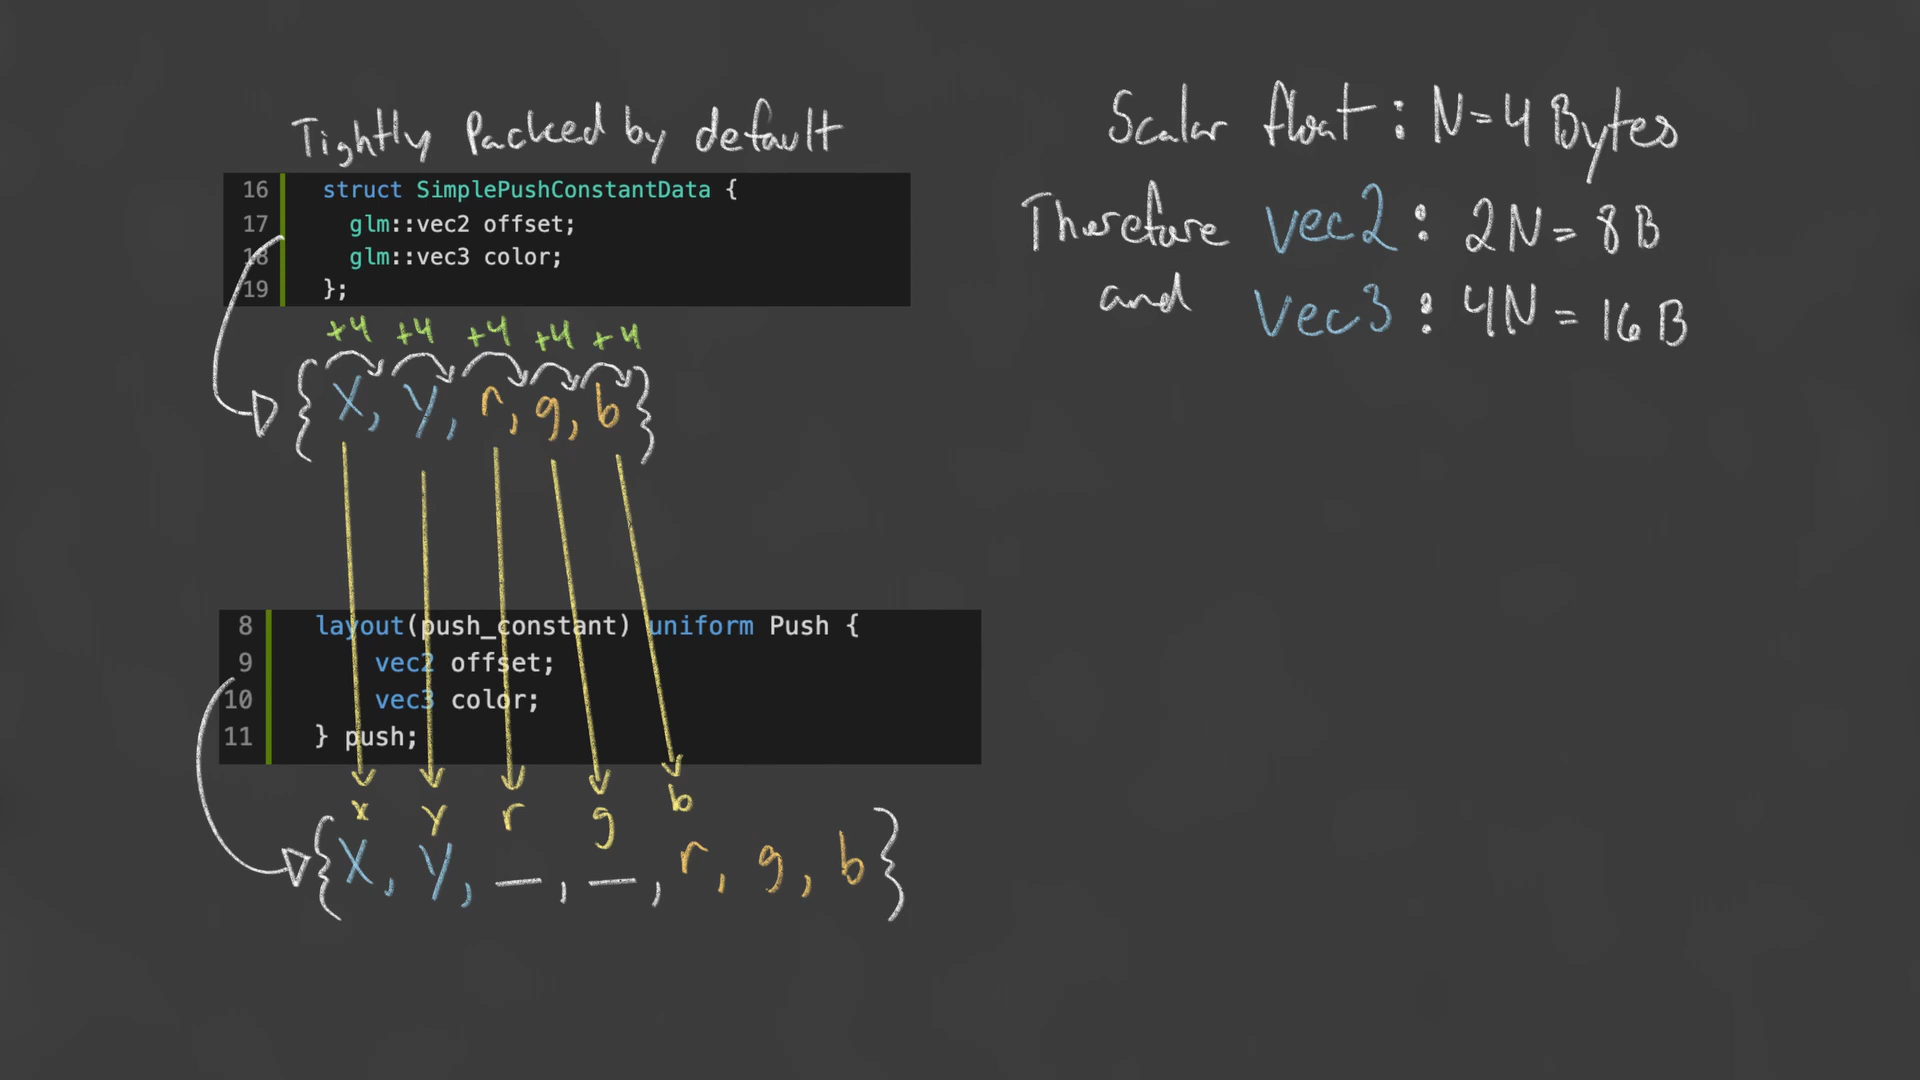 Tightly Packed by default
16 struct SimplePushConstantData {
17 glm::vec2 offset;
18 glm::vec3 color;
19 };
+4 +4 +4 +4 +4
{ x, y, r, g, b }
8 layout(push_constant) uniform Push {
9 vec2 offset;
10 vec3 color;
11 } push;
x y r g b
{ x, y, _, _, r, g, b }
Scalar float : N=4 Bytes
Therefore vec2 : 2N = 8B
and vec3 : 4N = 16B